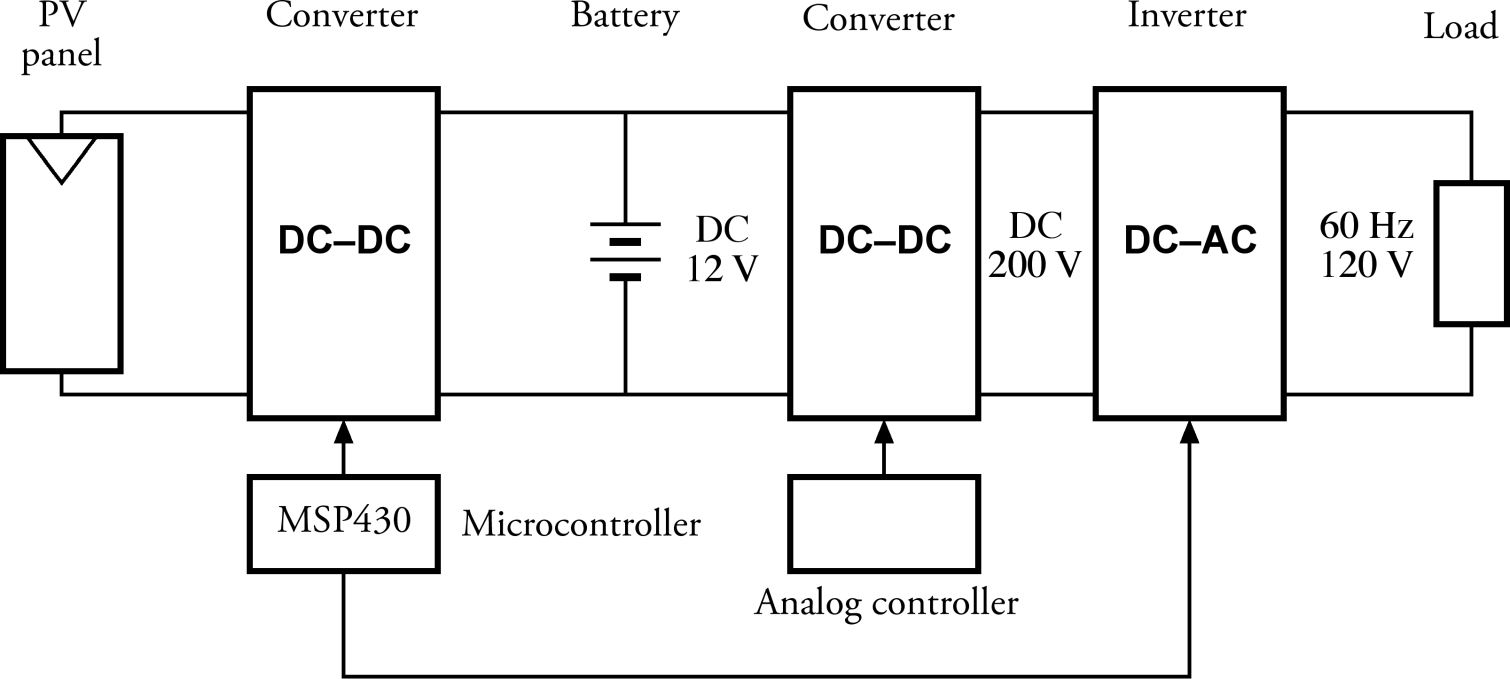 PV
panel
Converter
Battery
Converter
Inverter
Load
DC–DC
DC
12 V
DC–DC
DC
200 V
DC–AC
60 Hz
120 V
MSP430
Microcontroller
Analog controller